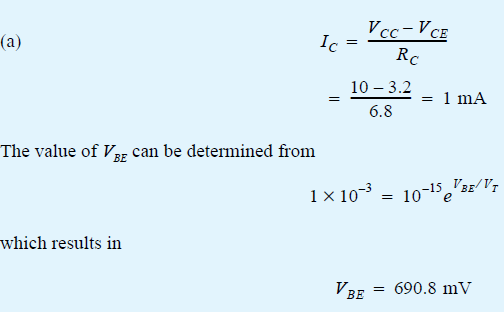 (a) I_C = (V_CC − V_CE) / R_C
= (10 – 3.2) / 6.8 = 1 mA
The value of V_BE can be determined from
1 × 10^−3 = 10^−15 e^(V_BE/V_T)
which results in
V_BE = 690.8 mV